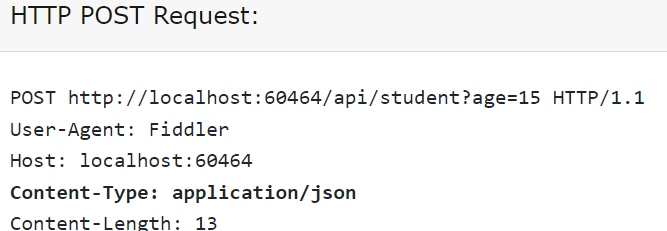 HTTP POST Request:
POST http://localhost:60464/api/student?age=15 HTTP/1.1
User-Agent: Fiddler
Host: localhost:60464
Content-Type: application/json
Content-Length: 13